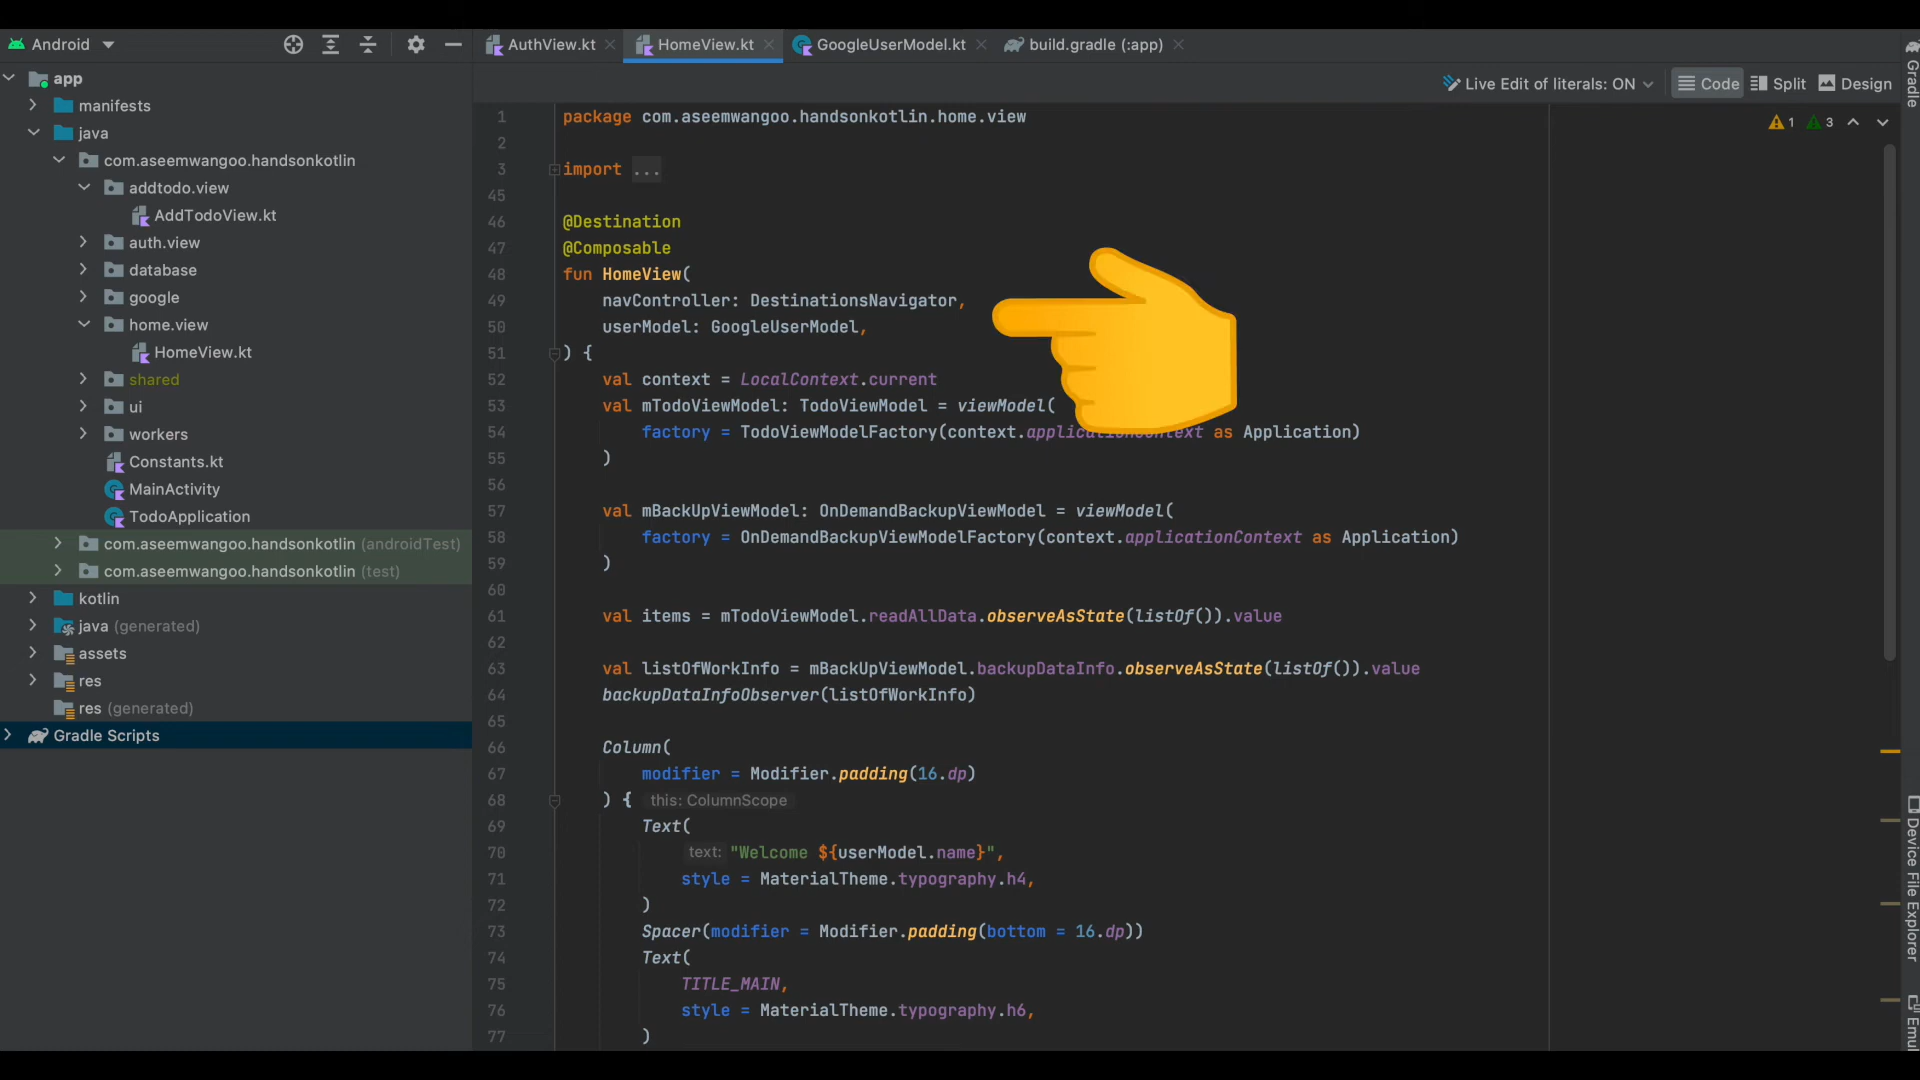 Android
AuthView.kt
HomeView.kt
GoogleUserModel.kt
build.gradle (:app)
Gradle
Live Edit of literals: ON
Code
Split
Design
1
3
app
manifests
java
com.aseemwangoo.handsonkotlin
addtodo.view
AddTodoView.kt
auth.view
database
google
home.view
HomeView.kt
shared
ui
workers
Constants.kt
MainActivity
TodoApplication
com.aseemwangoo.handsonkotlin (androidTest)
com.aseemwangoo.handsonkotlin (test)
kotlin
java (generated)
assets
res
res (generated)
Gradle Scripts
1 package com.aseemwangoo.handsonkotlin.home.view
2
3 import ...
45
46 @Destination
47 @Composable
48 fun HomeView(
49 navController: DestinationsNavigator,
50 userModel: GoogleUserModel,
51 ) {
52 val context = LocalContext.current
53 val mTodoViewModel: TodoViewModel = viewModel(
54 factory = TodoViewModelFactory(context.applicationContext as Application)
55 )
56
57 val mBackUpViewModel: OnDemandBackupViewModel = viewModel(
58 factory = OnDemandBackupViewModelFactory(context.applicationContext as Application)
59 )
60
61 val items = mTodoViewModel.readAllData.observeAsState(listOf()).value
62
63 val listOfWorkInfo = mBackUpViewModel.backupDataInfo.observeAsState(listOf()).value
64 backupDataInfoObserver(listOfWorkInfo)
65
66 Column(
67 modifier = Modifier.padding(16.dp)
68 ) { this: ColumnScope
69 Text(
70 text: "Welcome ${userModel.name}",
71 style = MaterialTheme.typography.h4,
72 )
73 Spacer(modifier = Modifier.padding(bottom = 16.dp))
74 Text(
75 TITLE_MAIN,
76 style = MaterialTheme.typography.h6,
77 )
Device File Explorer
Emul